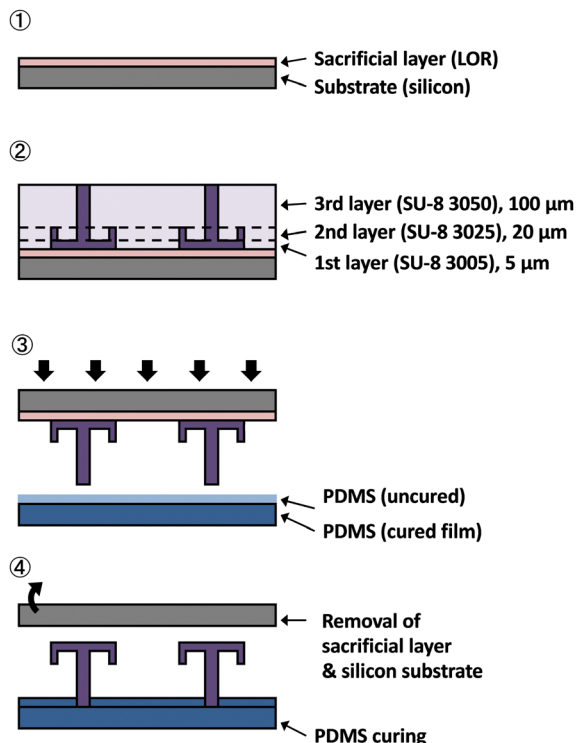 ①
Sacrificial layer (LOR)
Substrate (silicon)
②
3rd layer (SU-8 3050), 100 μm
2nd layer (SU-8 3025), 20 μm
1st layer (SU-8 3005), 5 μm
③
PDMS (uncured)
PDMS (cured film)
④
Removal of
sacrificial layer
& silicon substrate
PDMS curing